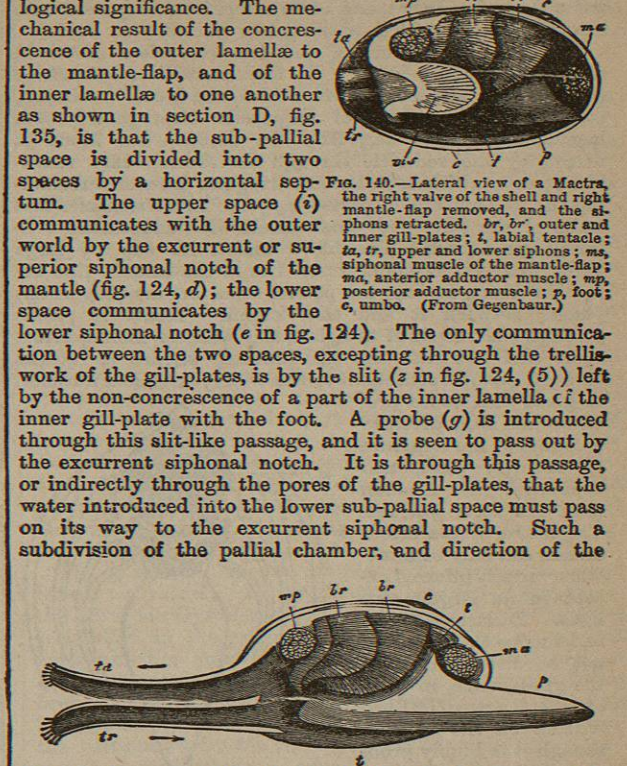 logical significance. The me-
chanical result of the concres-
cence of the outer lamellæ to
the mantle-flap, and of the
inner lamellæ to one another
as shown in section D, fig.
135, is that the sub-pallial
space is divided into two
spaces by a horizontal sep-
tum. The upper space (i)
communicates with the outer
world by the excurrent or su-
perior siphonal notch of the
mantle (fig. 124, d); the lower
space communicates by the
mp
c
ma
ta
tr
vis
c
t
p
FIG. 140.—Lateral view of a Mactra,
the right valve of the shell and right
mantle-flap removed, and the si-
phons retracted. br, br', outer and
inner gill-plates; t, labial tentacle;
ta, tr, upper and lower siphons; ms,
siphonal muscle of the mantle-flap;
ma, anterior adductor muscle; mp,
posterior adductor muscle; p, foot;
c, umbo. (From Gegenbaur.)
lower siphonal notch (e in fig. 124). The only communica-
tion between the two spaces, excepting through the trellis-
work of the gill-plates, is by the slit (z in fig. 124, (5)) left
by the non-concrescence of a part of the inner lamella of the
inner gill-plate with the foot. A probe (g) is introduced
through this slit-like passage, and it is seen to pass out by
the excurrent siphonal notch. It is through this passage,
or indirectly through the pores of the gill-plates, that the
water introduced into the lower sub-pallial space must pass
on its way to the excurrent siphonal notch. Such a
subdivision of the pallial chamber, and direction of the
mp
br
br
e
t
ma
ta
p
tr
t